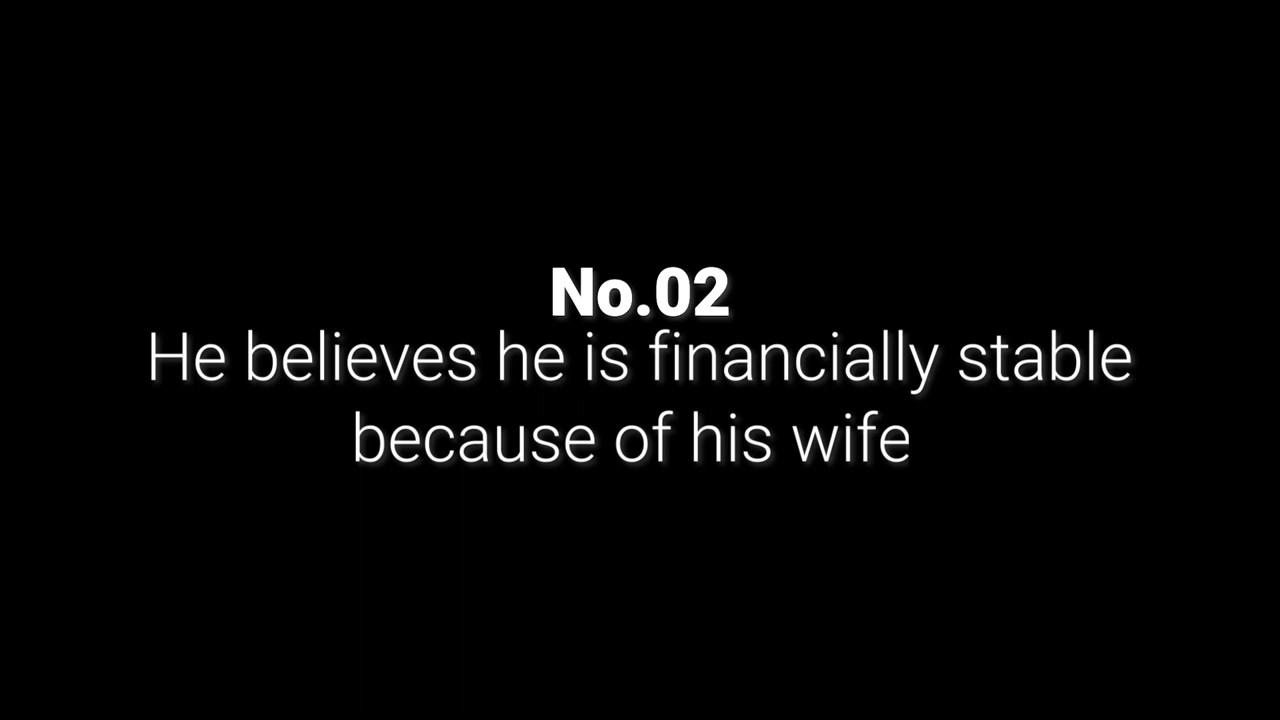 No.02
He believes he is financially stable
because of his wife